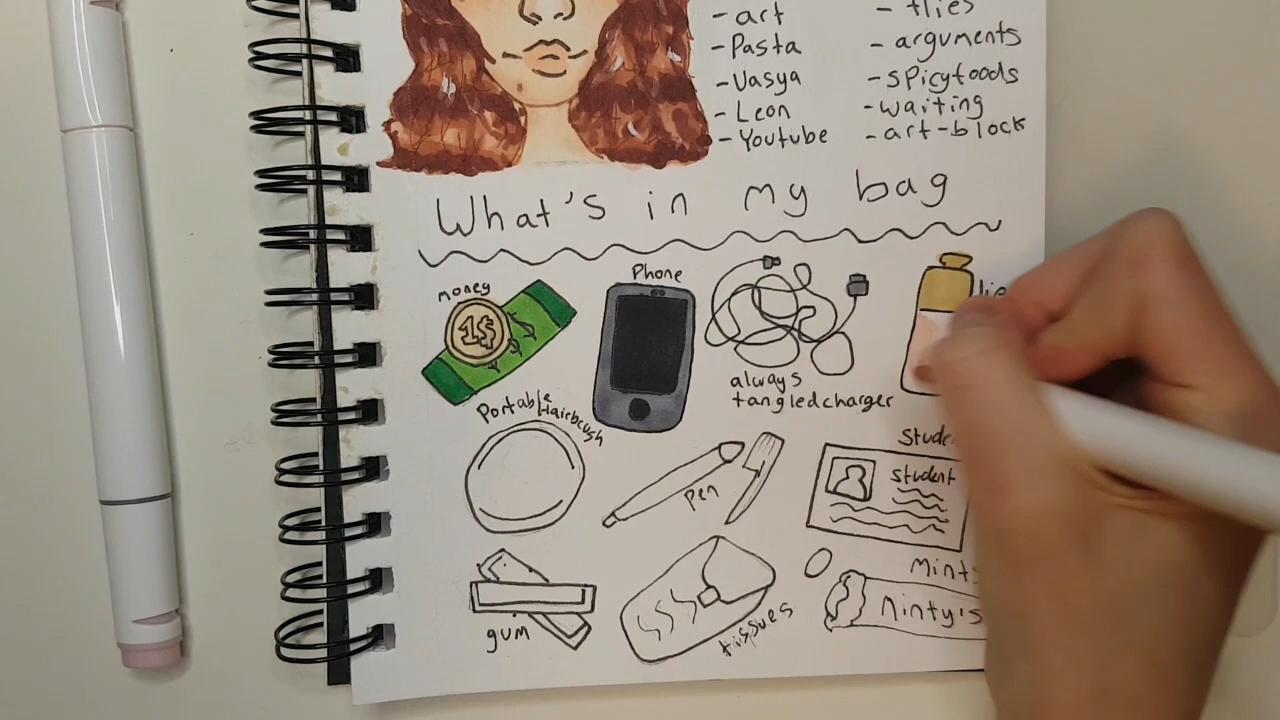 - art
- flies
- Pasta
- arguments
- Vasya
- spicyfoods
- Leon
- waiting
- Youtube
- art-block
What's in my bag
money
1$
Phone
always
tangledcharger
Portable
Hairbrush
pen
student
Mints
Minty's
gum
tissues